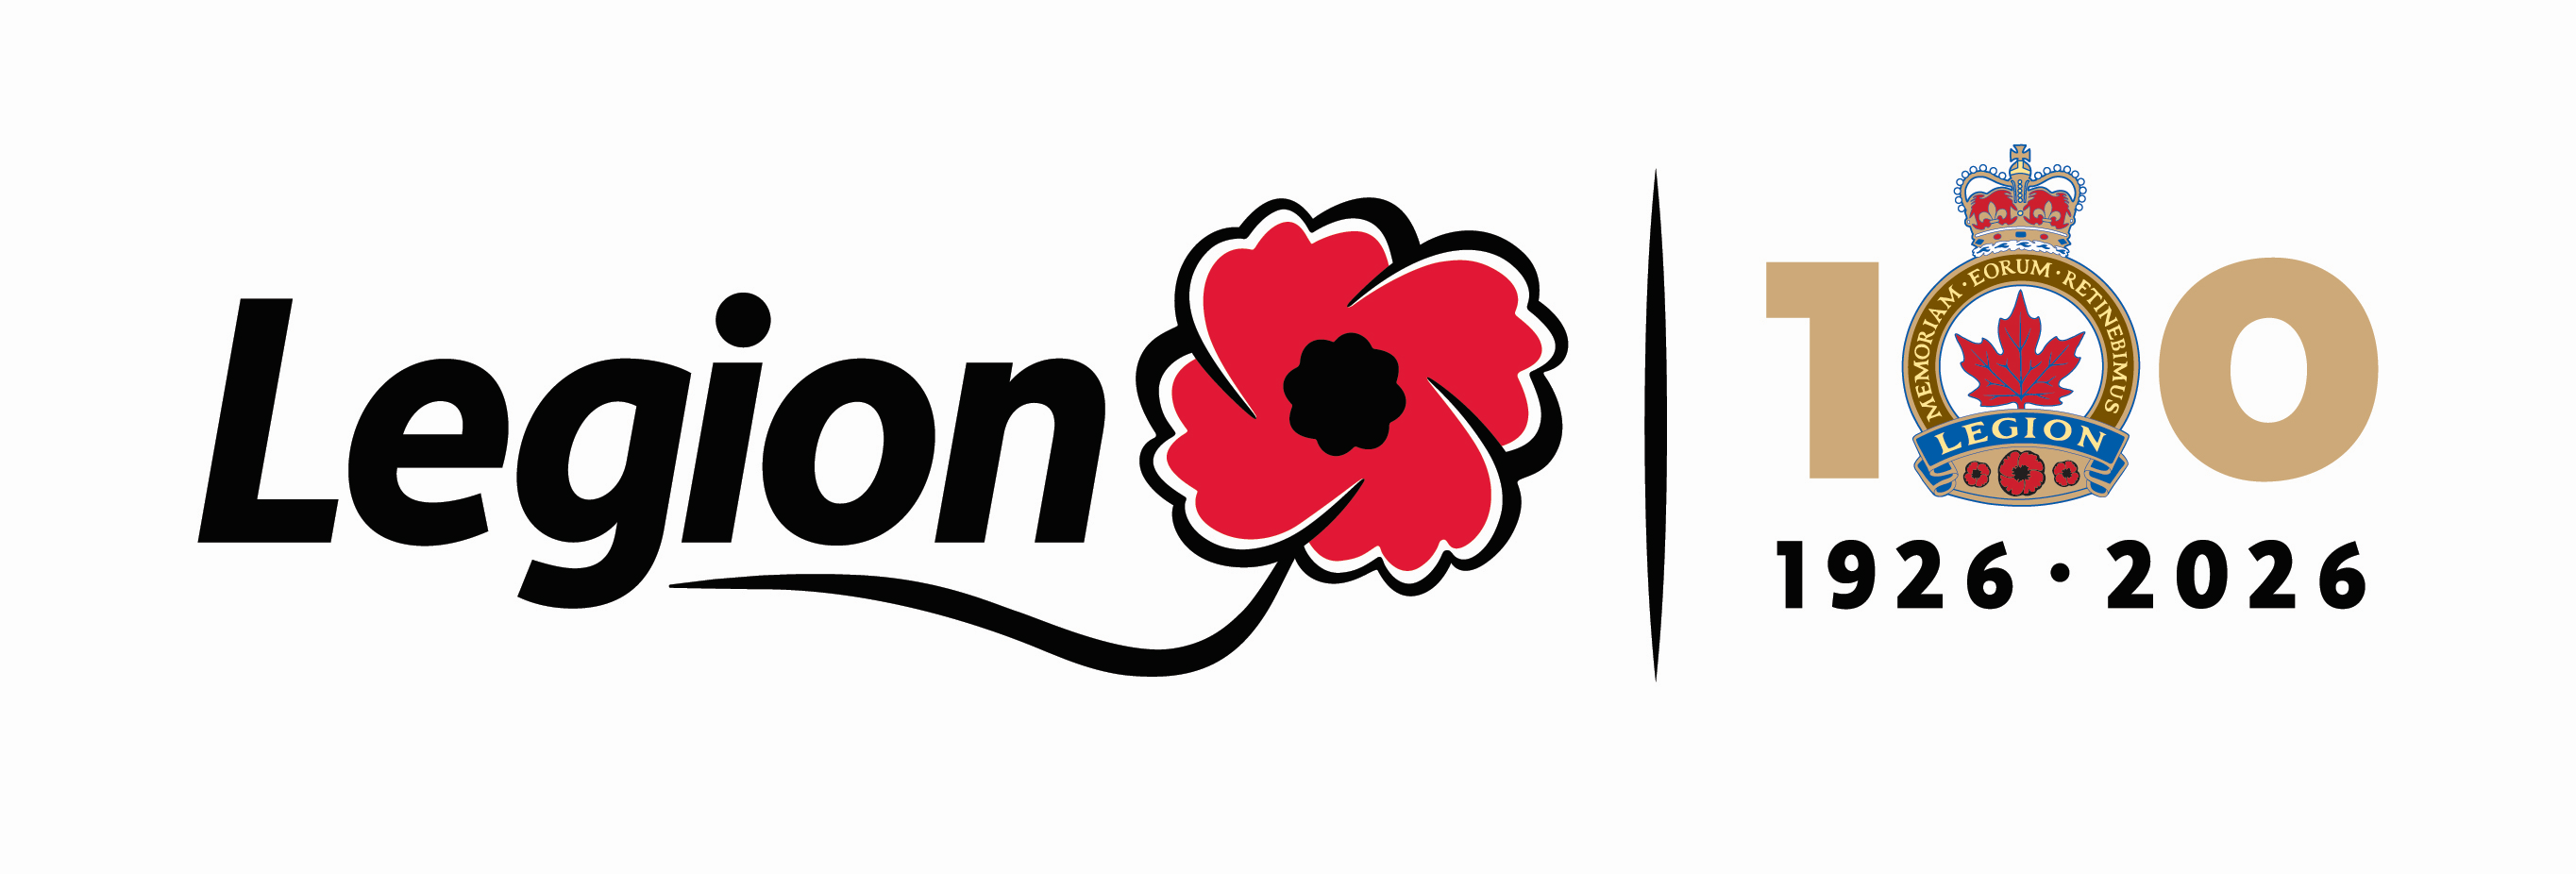 Legion
100
MEMORIAM · EORUM · RETINEBIMUS
LEGION
1926 · 2026